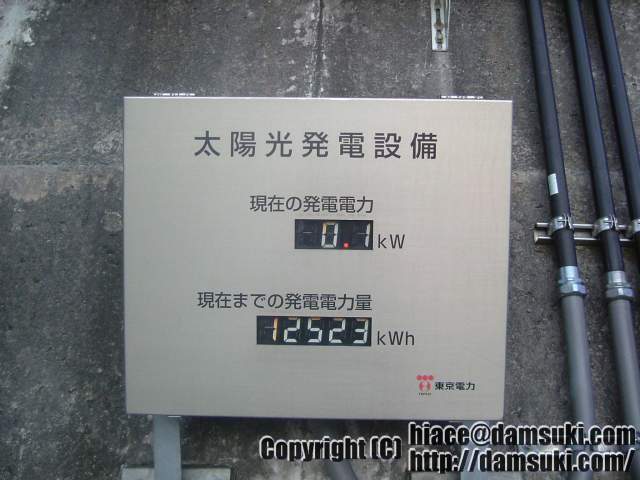 太陽光発電設備
現在の発電電力
0.1 kW
現在までの発電電力量
12523 kWh
東京電力
Copyright (C) hiace@damsuki.com
http://damsuki.com/